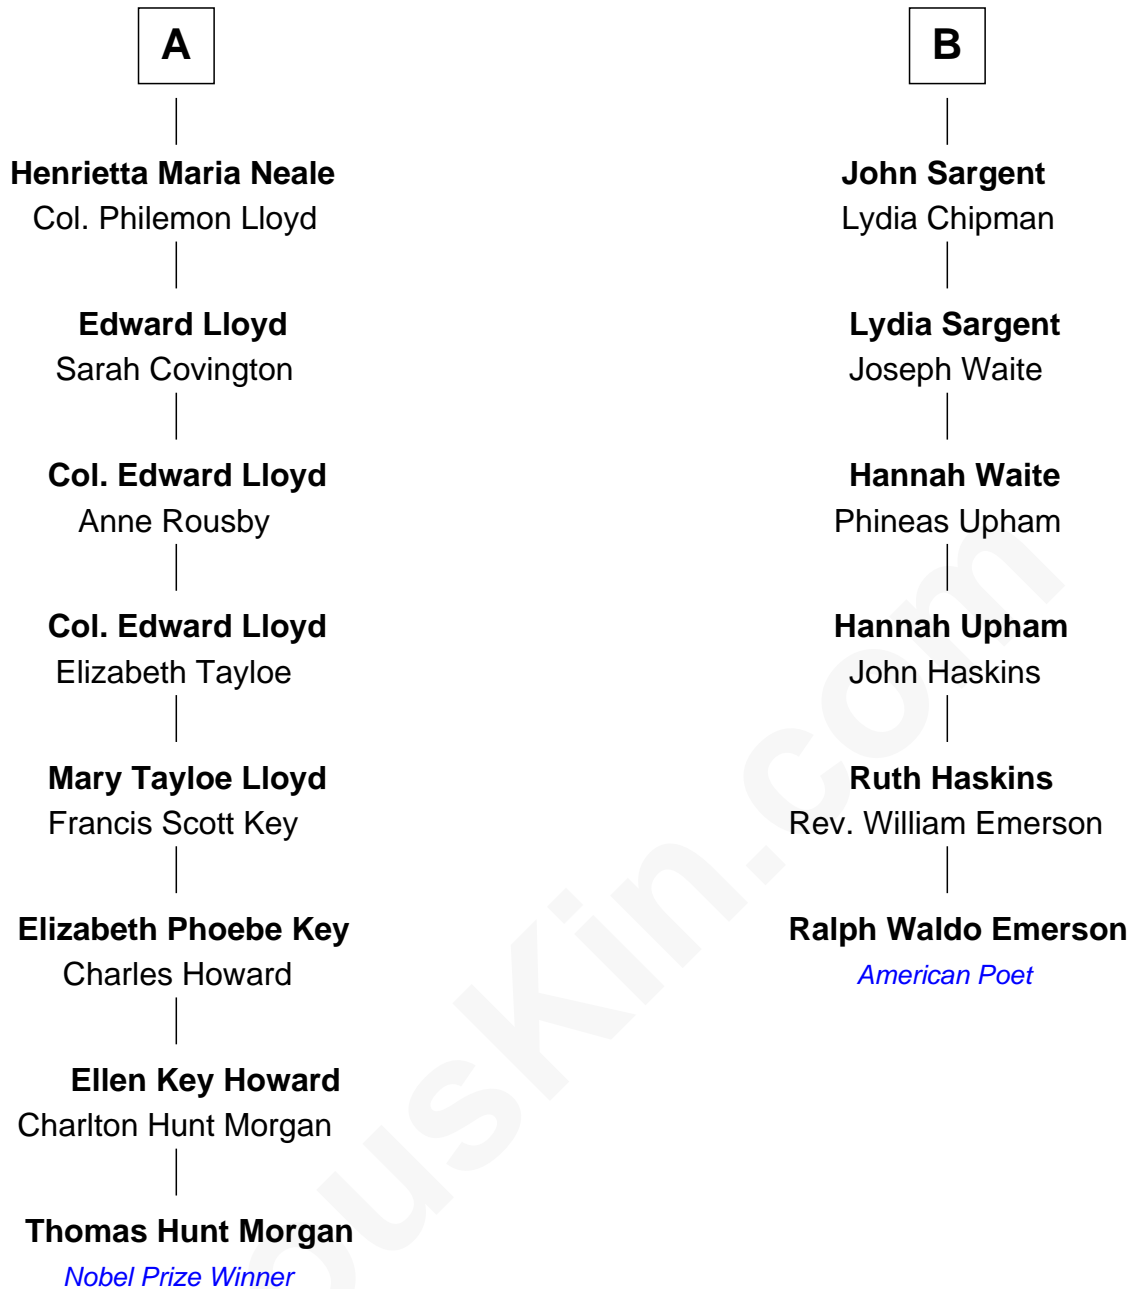 A
Henrietta Maria Neale
Col. Philemon Lloyd
Edward Lloyd
Sarah Covington
Col. Edward Lloyd
Anne Rousby
Col. Edward Lloyd
Elizabeth Tayloe
Mary Tayloe Lloyd
Francis Scott Key
Elizabeth Phoebe Key
Charles Howard
Ellen Key Howard
Charlton Hunt Morgan
Thomas Hunt Morgan
Nobel Prize Winner
B
John Sargent
Lydia Chipman
Lydia Sargent
Joseph Waite
Hannah Waite
Phineas Upham
Hannah Upham
John Haskins
Ruth Haskins
Rev. William Emerson
Ralph Waldo Emerson
American Poet
ouskin.com